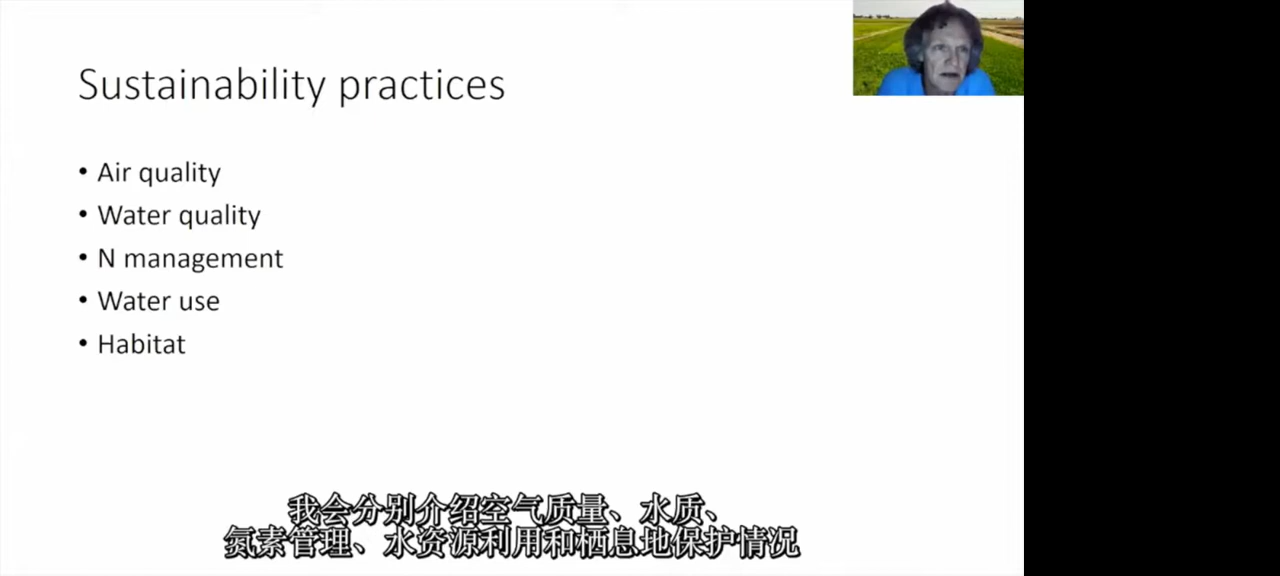 Sustainability practices
• Air quality
• Water quality
• N management
• Water use
• Habitat
我会分别介绍空气质量、水质、
氮素管理、水资源利用和栖息地保护情况